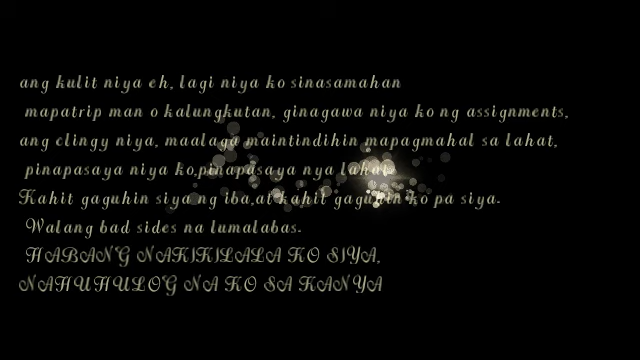 ang kulit niya eh, lagi niya ko sinasamahan
mapatrip man o kalungkutan, ginagawa niya ko ng assignments,
ang clingy niya, maalaga maintindihin mapagmahal sa lahat,
pinapasaya niya ko,pinapasaya nya lahat.
Kahit gaguhin siya ng iba,at kahit gaguhin ko pa siya.
Walang bad sides na lumalabas.
HABANG NAKIKILALA KO SIYA,
NAHUHULOG NA KO SA KANYA